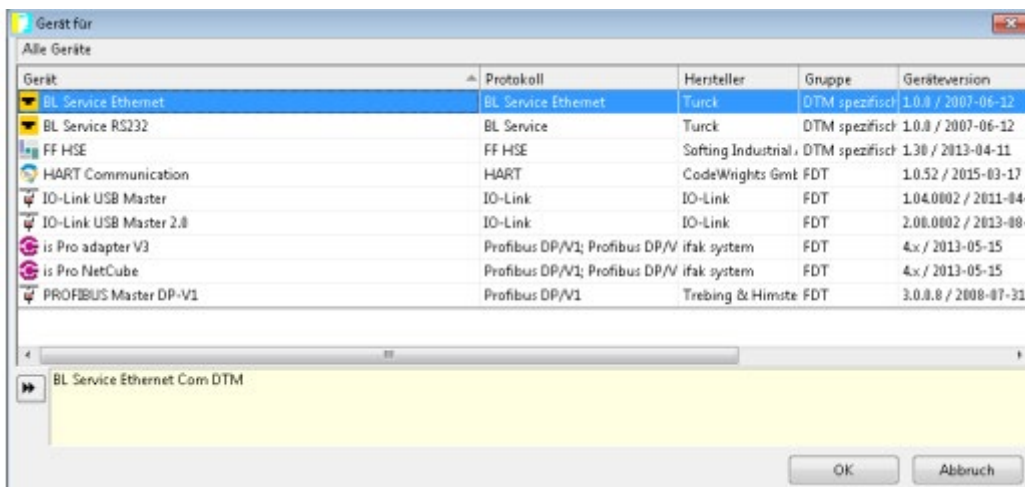 Gerät für
Alle Geräte
Gerät Protokoll Hersteller Gruppe Geräteversion
BL Service Ethernet BL Service Ethernet Turck DTM spezifisch 1.0.0 / 2007-06-12
BL Service RS232 BL Service Turck DTM spezifisch 1.0.0 / 2007-06-12
FF HSE FF HSE Softing Industrial DTM spezifisch 1.30 / 2013-04-11
HART Communication HART CodeWrights Gmb FDT 1.0.52 / 2015-03-17
IO-Link USB Master IO-Link IO-Link FDT 1.04.0002 / 2011-04-
IO-Link USB Master 2.0 IO-Link IO-Link FDT 2.00.0002 / 2013-08-
is Pro adapter V3 Profibus DP/V1; Profibus DP/V ifak system FDT 4.x / 2013-05-15
is Pro NetCube Profibus DP/V1; Profibus DP/V ifak system FDT 4.x / 2013-05-15
PROFIBUS Master DP-V1 Profibus DP/V1 Trebing & Himste FDT 3.0.0.8 / 2008-07-31
BL Service Ethernet Com DTM
OK Abbruch